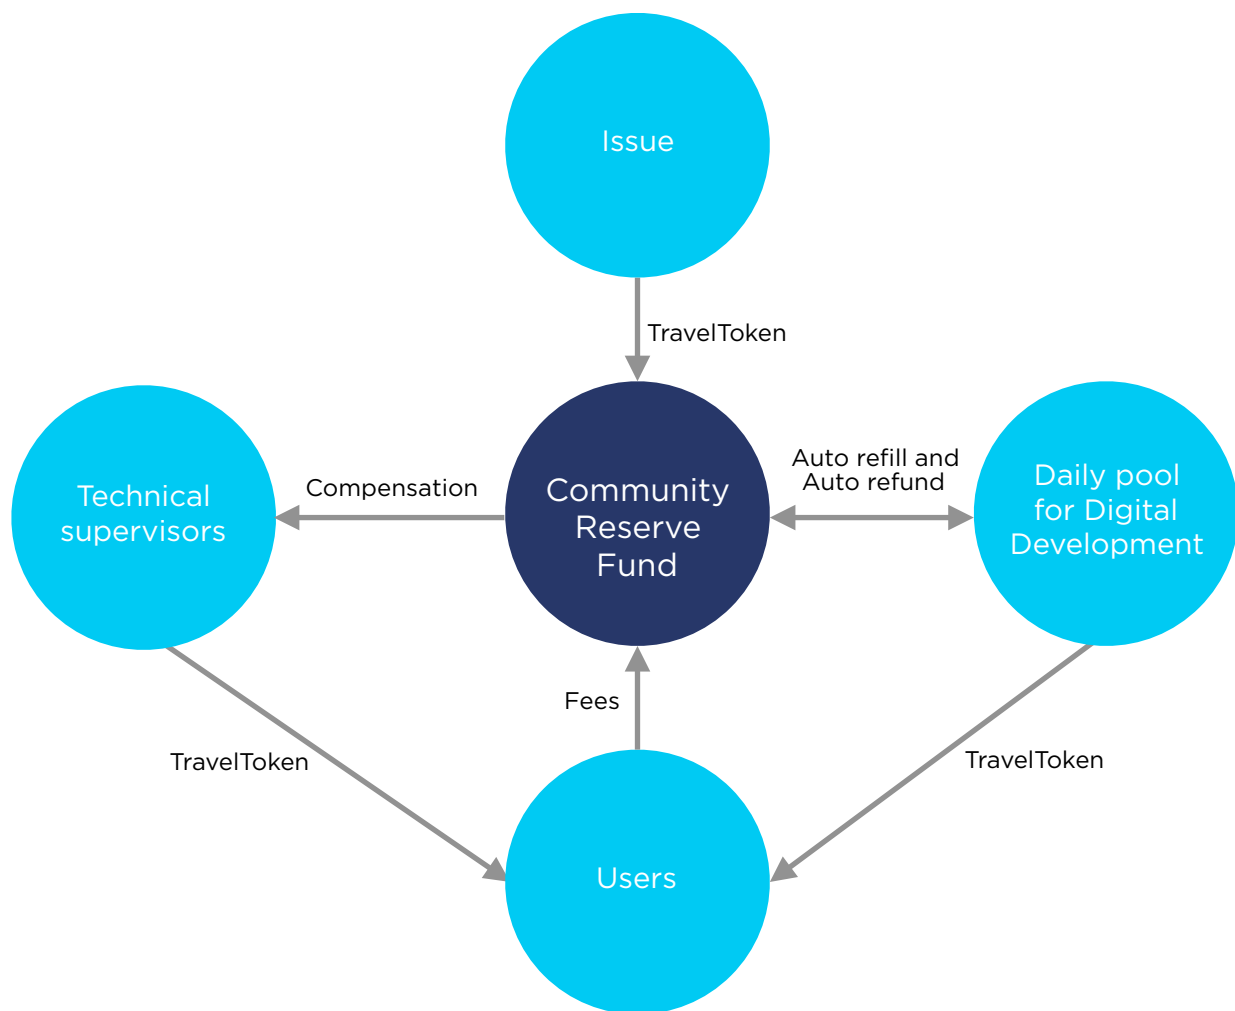 Issue
TravelToken
Technical
supervisors
Compensation
Community
Reserve
Fund
Auto refill and
Auto refund
Daily pool
for Digital
Development
Fees
TravelToken
TravelToken
Users